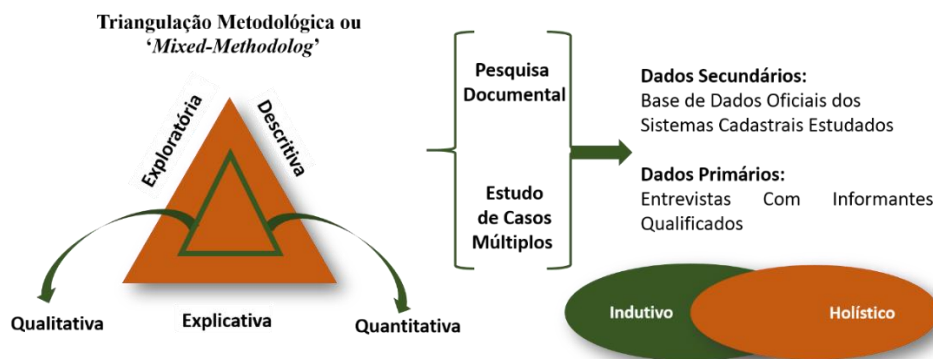 Triangulação Metodológica ou
‘Mixed-Methodolog’
Exploratória
Descritiva
Explicativa
Qualitativa
Quantitativa
Pesquisa
Documental
Estudo
de Casos
Múltiplos
Dados Secundários:
Base de Dados Oficiais dos
Sistemas Cadastrais Estudados
Dados Primários:
Entrevistas Com Informantes
Qualificados
Indutivo
Holístico